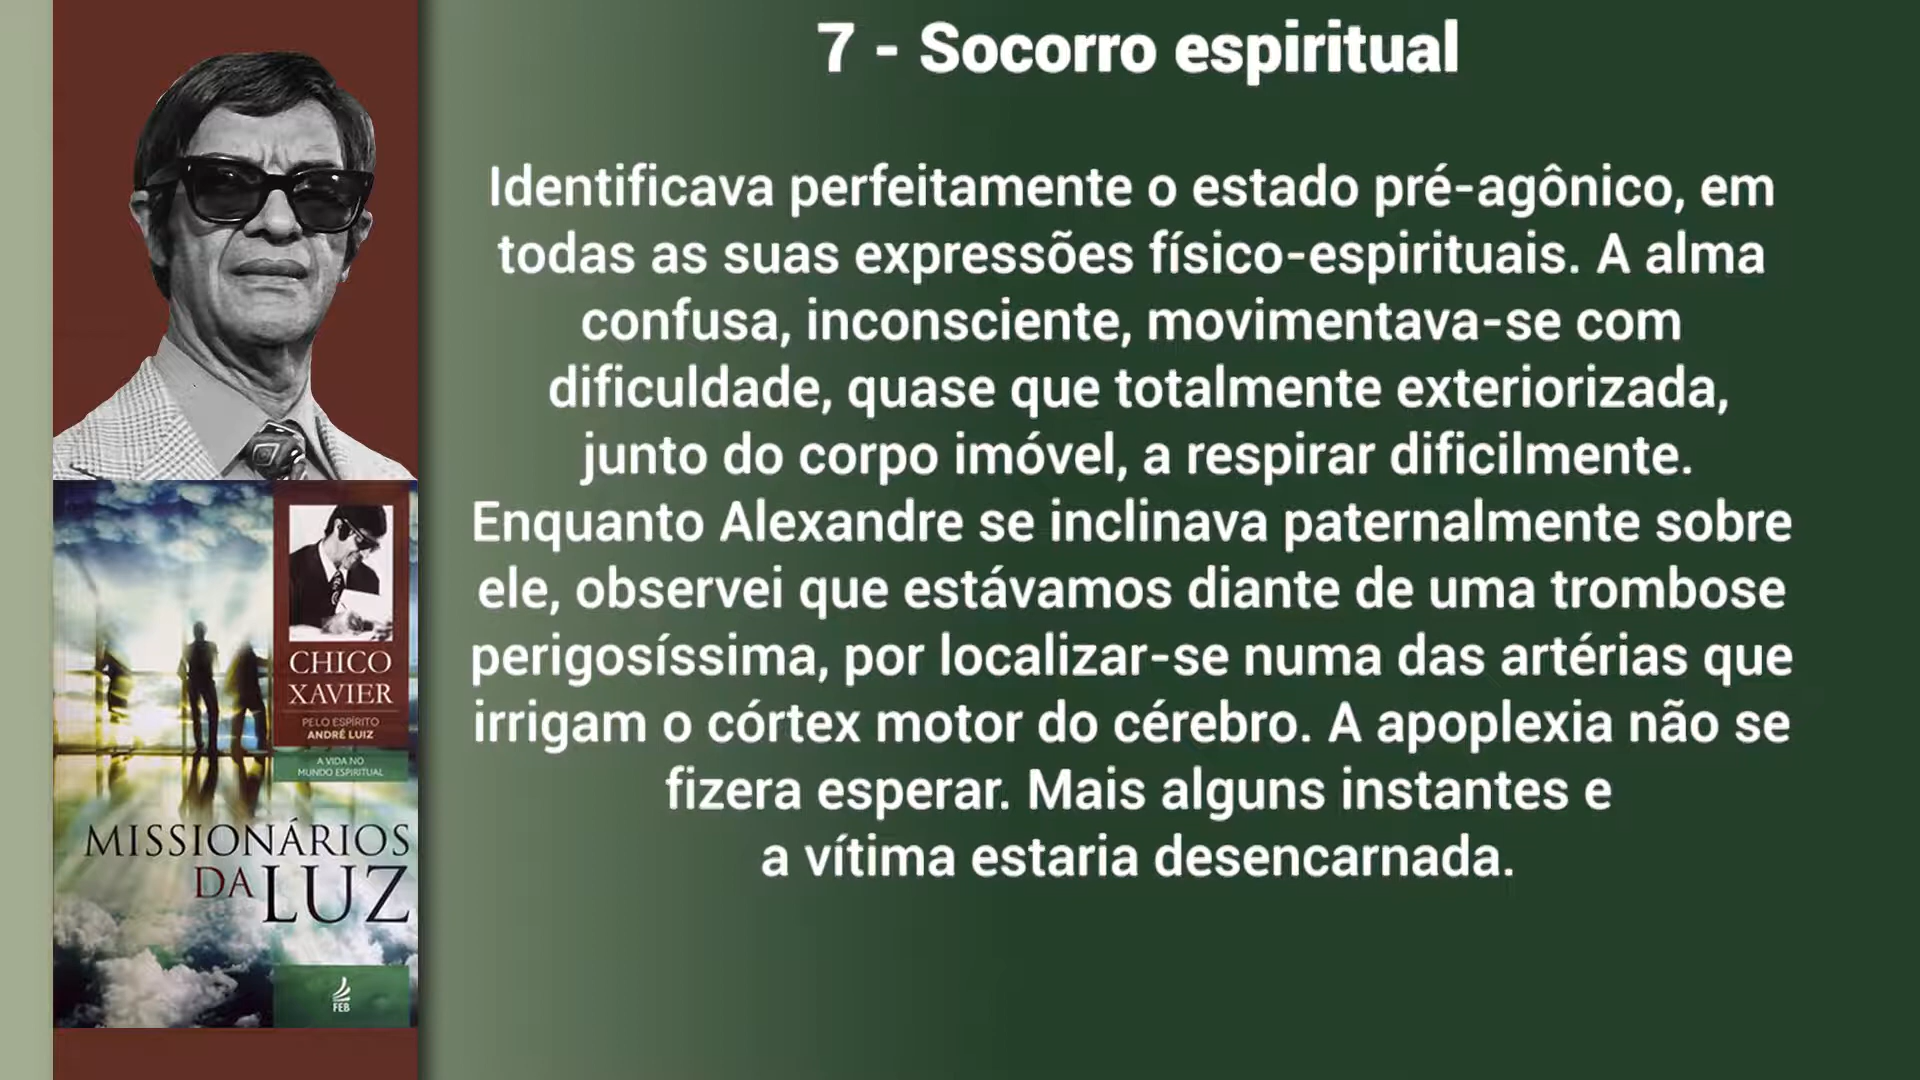 7 - Socorro espiritual
Identificava perfeitamente o estado pré-agônico, em
todas as suas expressões físico-espirituais. A alma
confusa, inconsciente, movimentava-se com
dificuldade, quase que totalmente exteriorizada,
junto do corpo imóvel, a respirar dificilmente.
Enquanto Alexandre se inclinava paternalmente sobre
ele, observei que estávamos diante de uma trombose
perigosíssima, por localizar-se numa das artérias que
irrigam o córtex motor do cérebro. A apoplexia não se
fizera esperar. Mais alguns instantes e
a vítima estaria desencarnada.
CHICO
XAVIER
PELO ESPÍRITO
ANDRÉ LUIZ
A VIDA NO
MUNDO ESPIRITUAL
MISSIONÁRIOS
DA LUZ
FEB